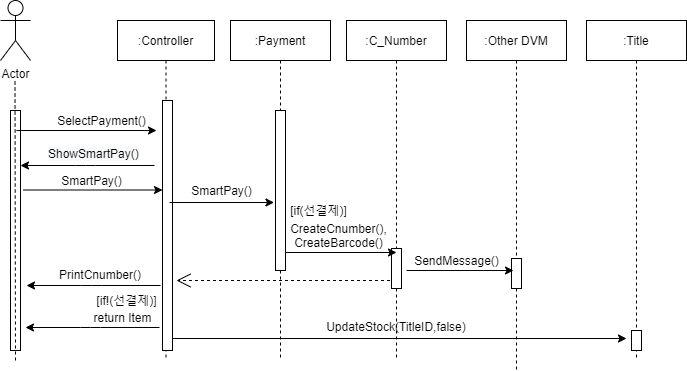 :Controller
:Payment
:C_Number
:Other DVM
:Title
Actor
SelectPayment()
ShowSmartPay()
SmartPay()
SmartPay()
[if(선결제)]
CreateCnumber(),
CreateBarcode()
SendMessage()
PrintCnumber()
[if!(선결제)]
return Item
UpdateStock(TitleID,false)